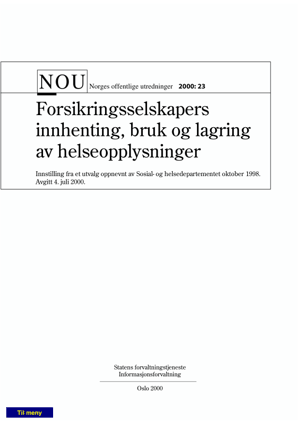 NOU Norges offentlige utredninger 2000: 23
Forsikringsselskapers
innhenting, bruk og lagring
av helseopplysninger
Innstilling fra et utvalg oppnevnt av Sosial- og helsedepartementet oktober 1998.
Avgitt 4. juli 2000.
Statens forvaltningstjeneste
Informasjonsforvaltning
Oslo 2000
Til meny